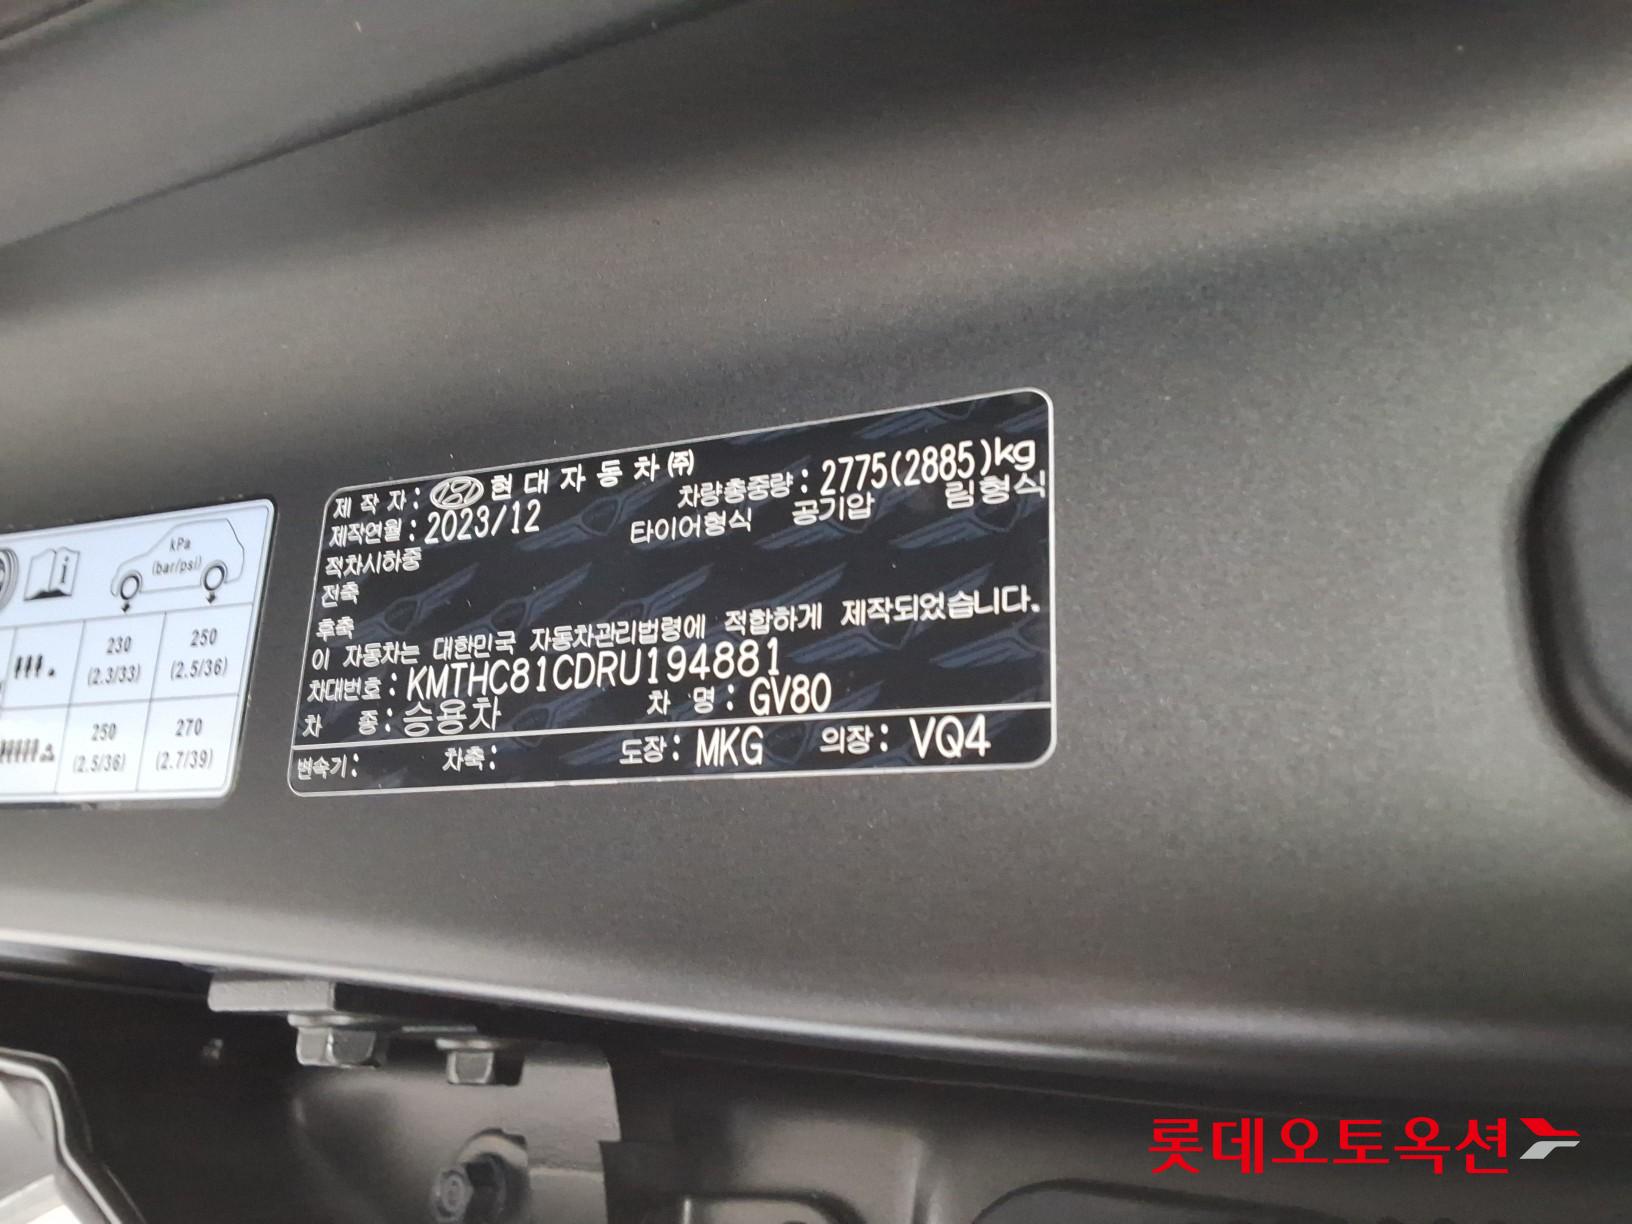 제 작 자 : 현 대 자 동 차 ㈜
차량총중량 : 2775(2885)kg
제작연월 : 2023/12
타이어형식 공기압 림형식
적차시하중
전축
후축
이 자동차는 대한민국 자동차관리법령에 적합하게 제작되었습니다.
차대번호 : KMTHC81CDRU194881
차 종 : 승용차 차 명 : GV80
변속기 : 차축 : 도장 : MKG 의장 : VQ4
kPa
(bar/psi)
230 250
(2.3/33) (2.5/36)
250 270
(2.5/36) (2.7/39)
롯데오토옥션